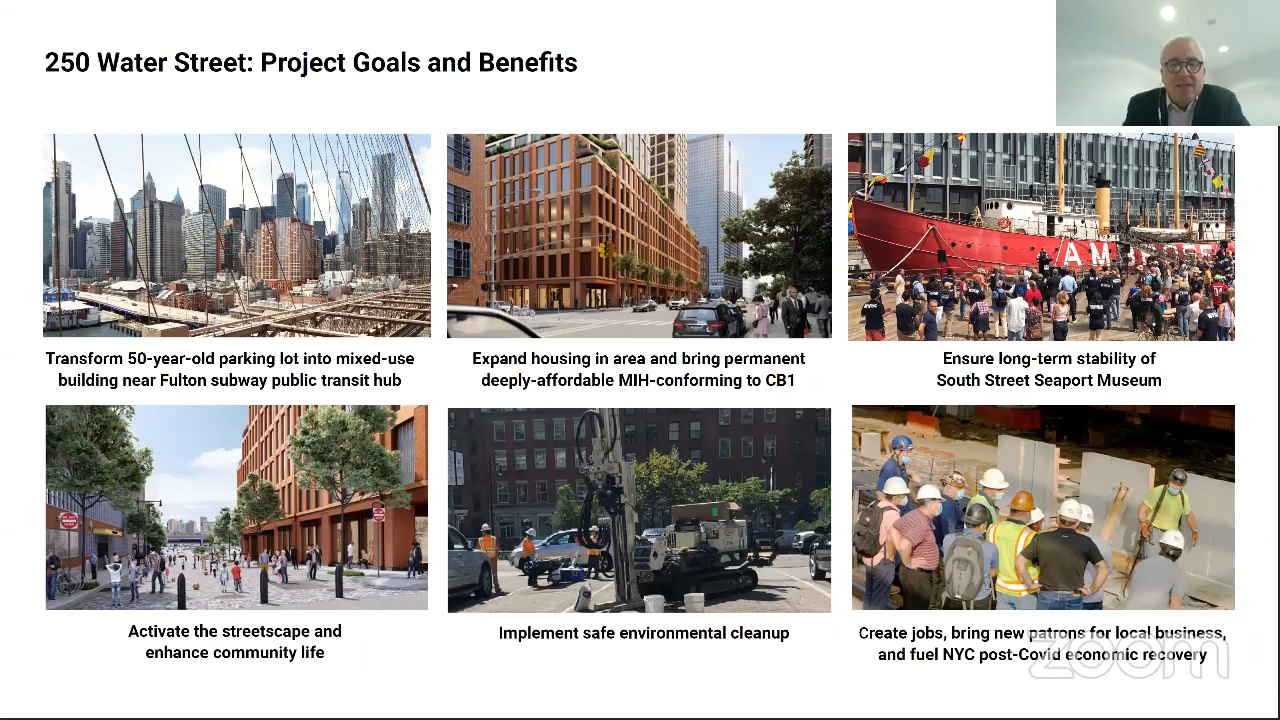 250 Water Street: Project Goals and Benefits
AMB
Transform 50-year-old parking lot into mixed-use
building near Fulton subway public transit hub
Expand housing in area and bring permanent
deeply-affordable MIH-conforming to CB1
Ensure long-term stability of
South Street Seaport Museum
Activate the streetscape and
enhance community life
Implement safe environmental cleanup
Create jobs, bring new patrons for local business,
and fuel NYC post-Covid economic recovery
zoom